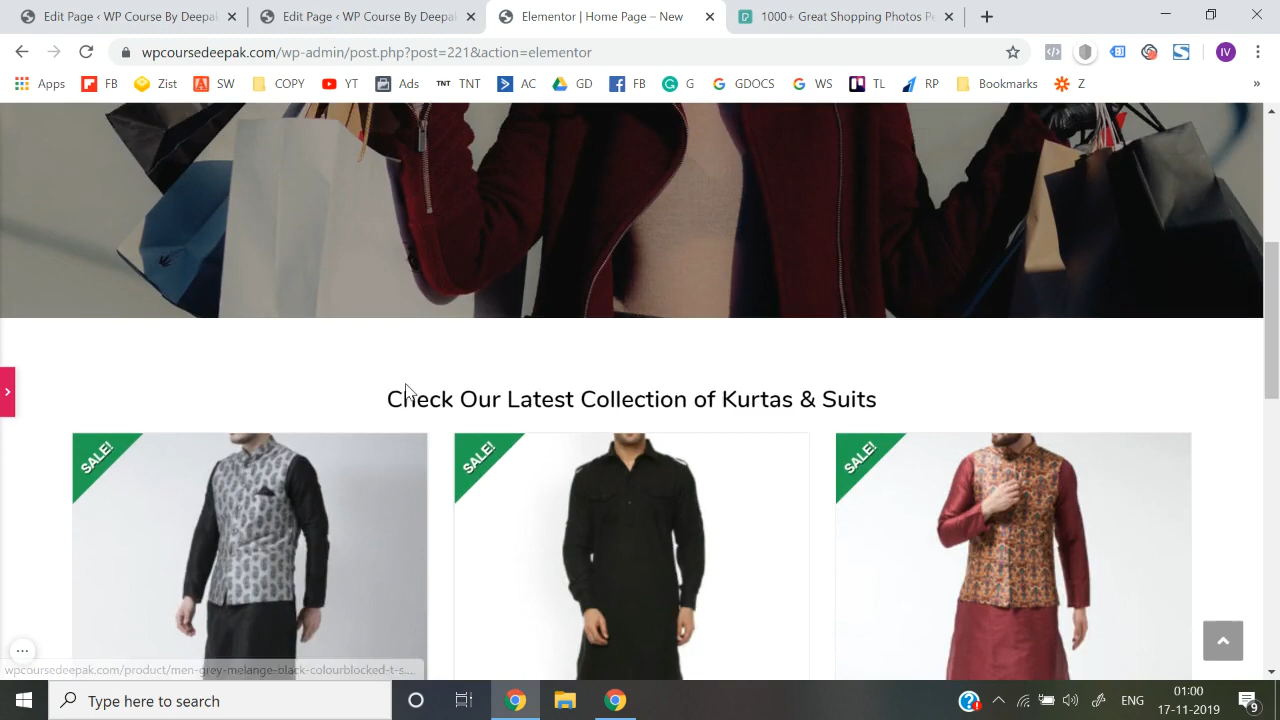 Edit Page ‹ WP Course By Deepa
Edit Page ‹ WP Course By Deepa
Elementor | Home Page – New
1000+ Great Shopping Photos Pe
wpcoursedeepak.com/wp-admin/post.php?post=221&action=elementor
IV
Apps FB Zist SW COPY YT Ads TNT TNT AC GD FB G GDOCS WS TL RP Bookmarks Z »
Check Our Latest Collection of Kurtas & Suits
SALE! SALE! SALE!
wpcoursedeepak.com/product/men-grey-melange-black-colourblocked-t-s...
Type here to search
ENG
01:00
17-11-2019
9